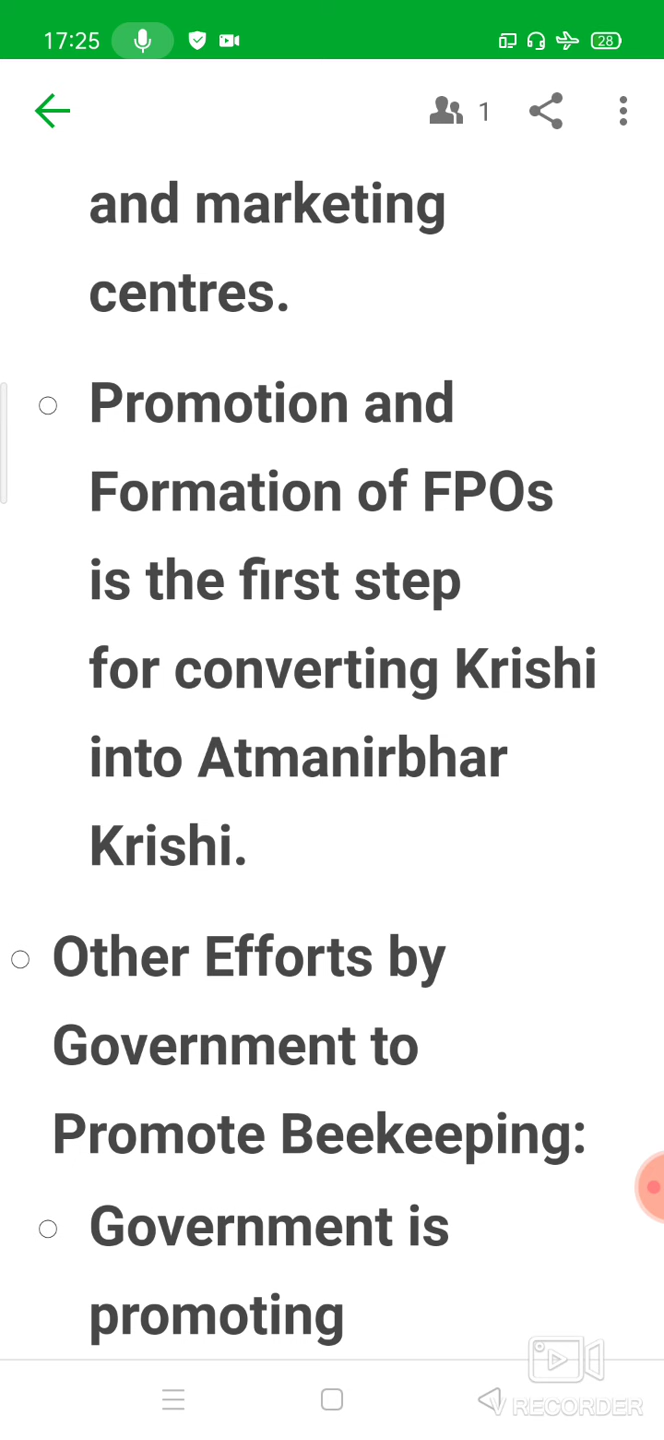 17:25
28
1
and marketing
centres.
Promotion and
Formation of FPOs
is the first step
for converting Krishi
into Atmanirbhar
Krishi.
Other Efforts by
Government to
Promote Beekeeping:
Government is
promoting
V RECORDER